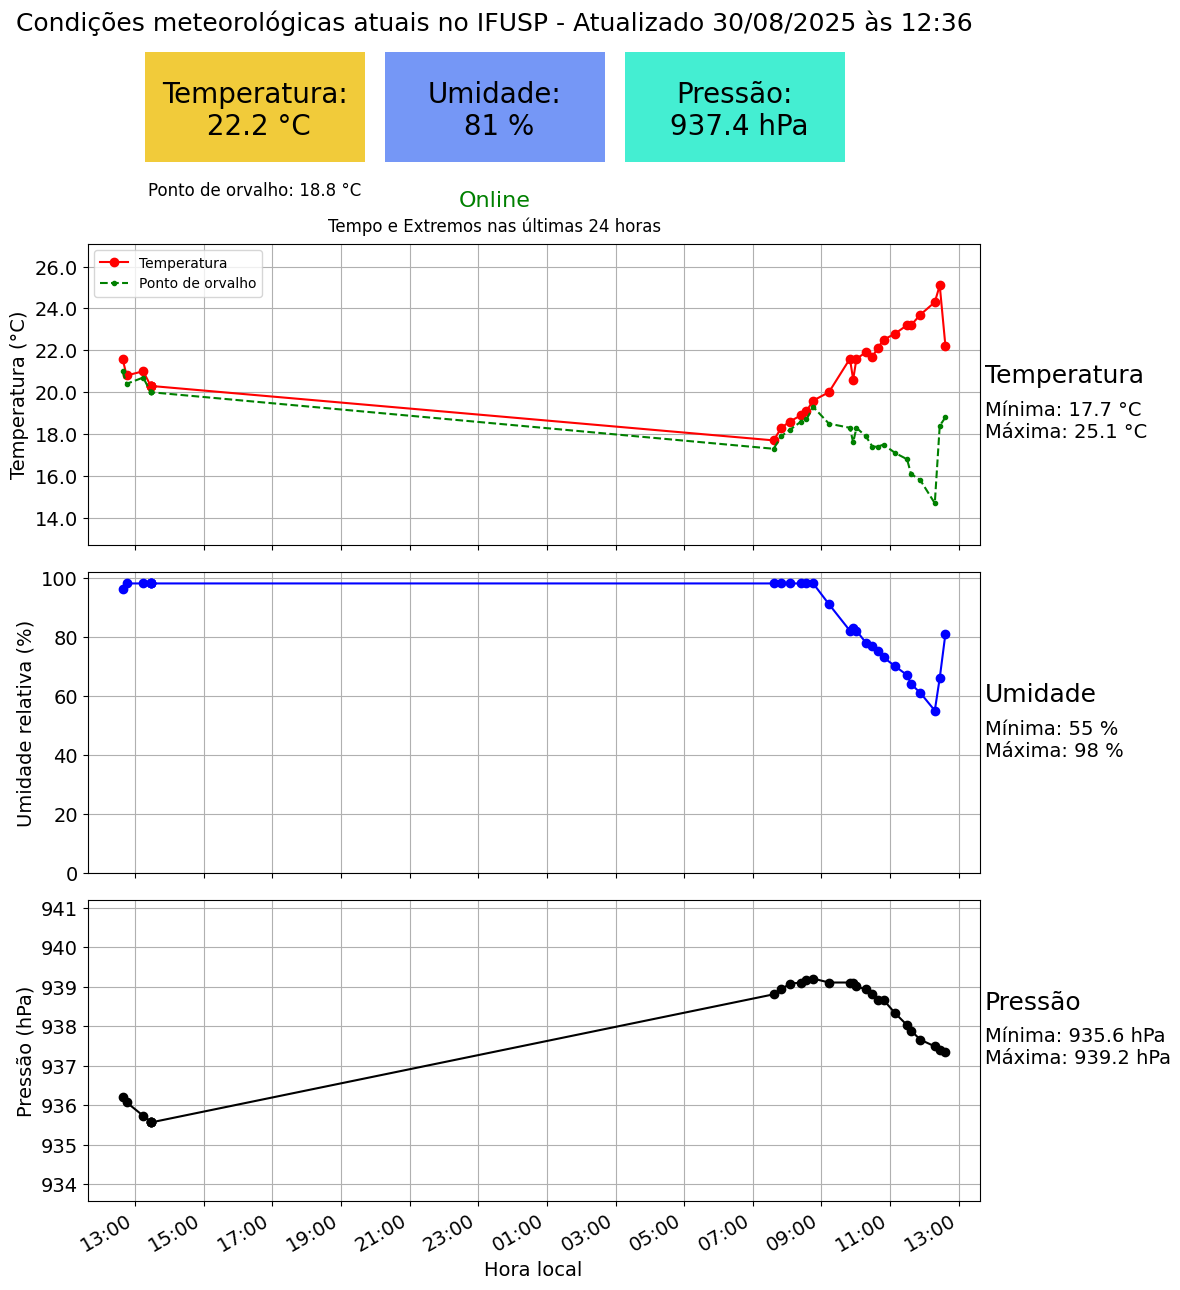 Condições meteorológicas atuais no IFUSP - Atualizado 30/08/2025 às 12:36
Temperatura:
22.2 °C
Umidade:
81 %
Pressão:
937.4 hPa
Ponto de orvalho: 18.8 °C
Online
Tempo e Extremos nas últimas 24 horas
Temperatura
Ponto de orvalho
Temperatura (°C)
26.0
24.0
22.0
20.0
18.0
16.0
14.0
Temperatura
Mínima: 17.7 °C
Máxima: 25.1 °C
Umidade relativa (%)
100
80
60
40
20
0
Umidade
Mínima: 55 %
Máxima: 98 %
Pressão (hPa)
941
940
939
938
937
936
935
934
Pressão
Mínima: 935.6 hPa
Máxima: 939.2 hPa
13:00
15:00
17:00
19:00
21:00
23:00
01:00
03:00
05:00
07:00
09:00
11:00
13:00
Hora local